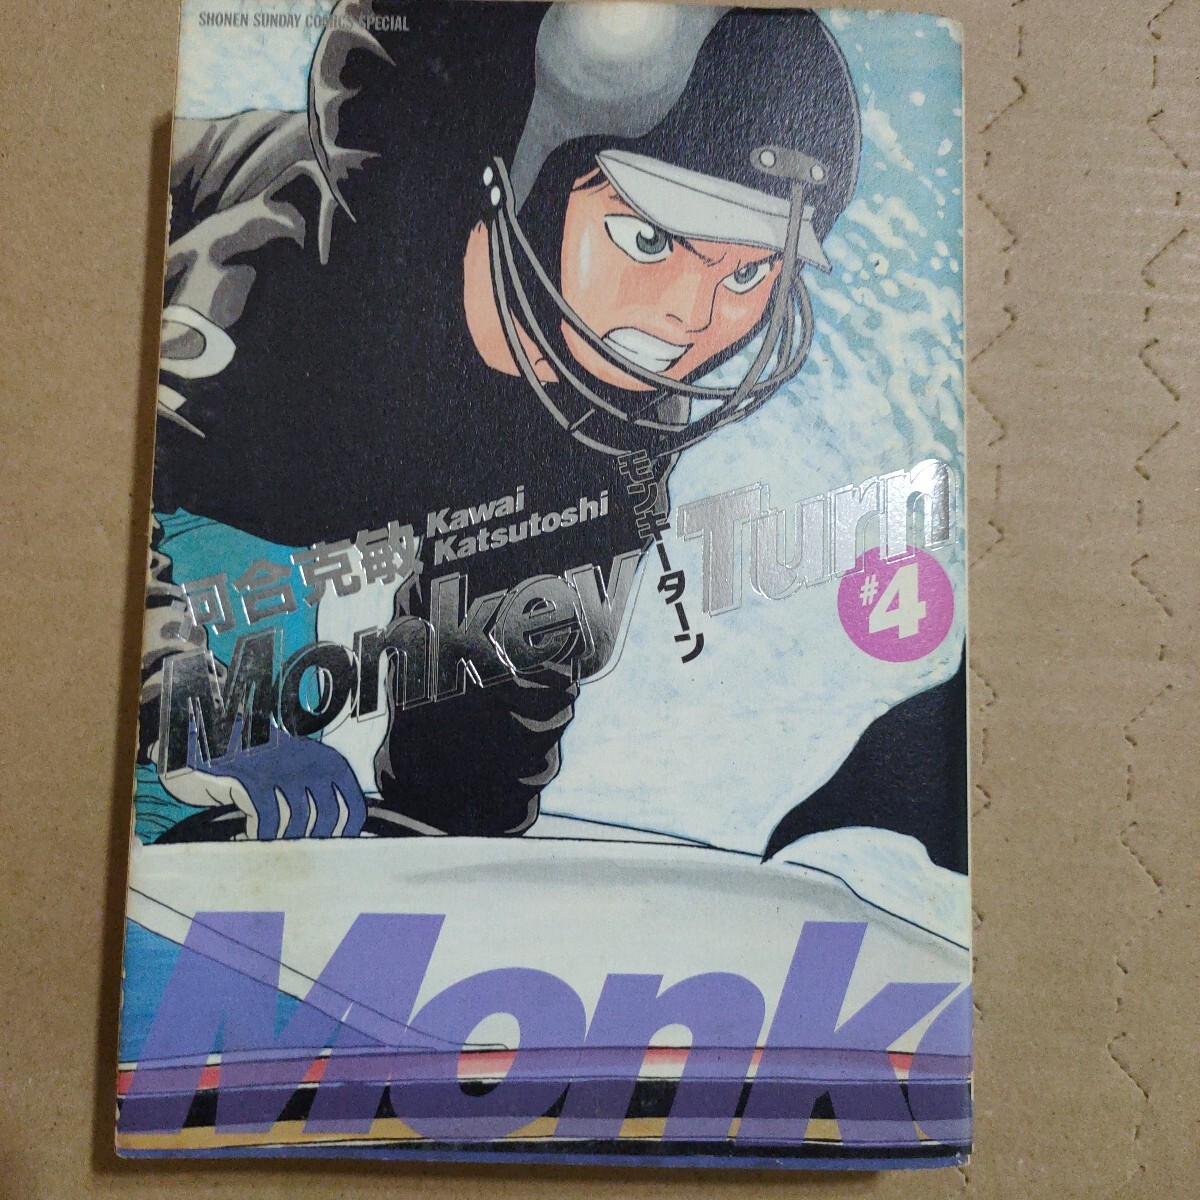 SHONEN SUNDAY COMICS SPECIAL
河合克敏
Kawai
Katsutoshi
モンキーターン
Monkey Turn
#4
Monke